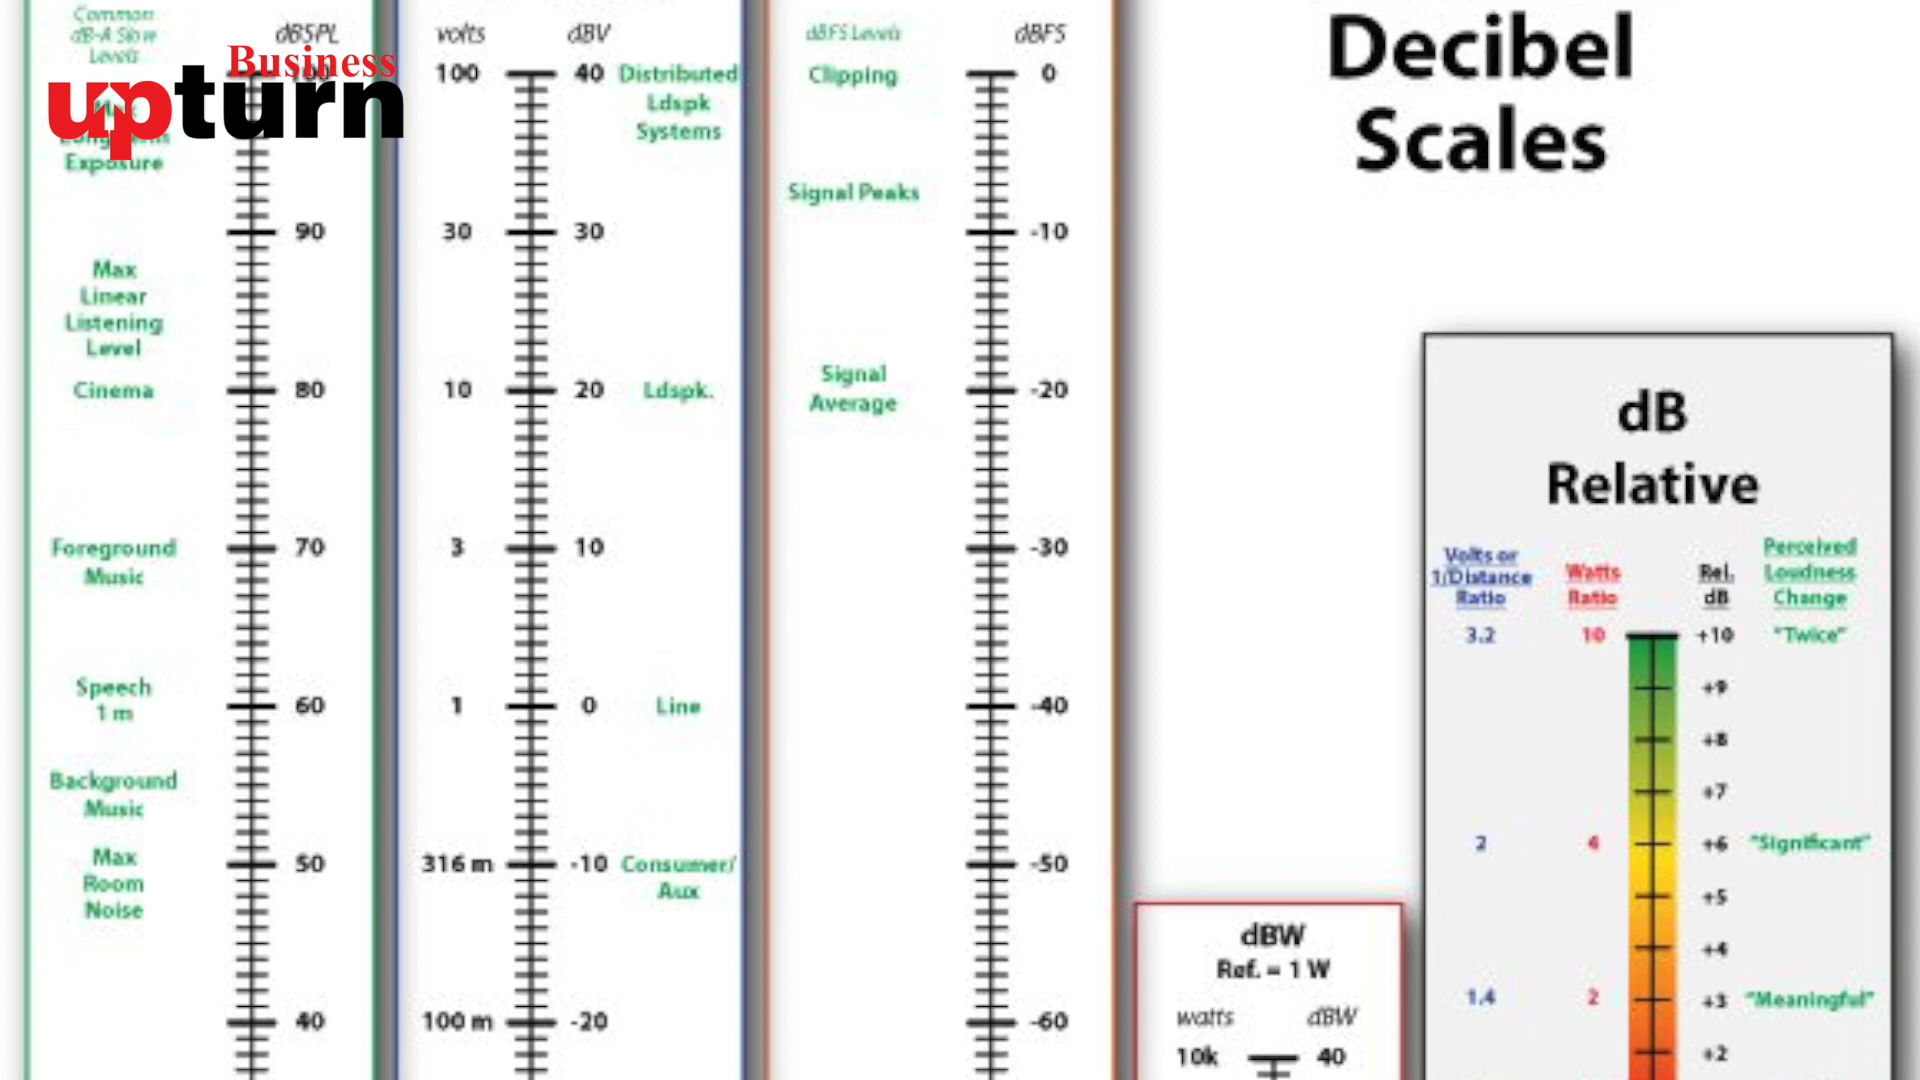 Common
dB-A Slow
Levels
dBSPL
Business
upturn
Exposure
90
Max
Linear
Listening
Level
Cinema
80
Foreground
Music
70
Speech
1 m
60
Background
Music
Max
Room
Noise
50
40
volts
dBV
100
40
Distributed
Ldspk
Systems
30
30
10
20
Ldspk.
3
10
1
0
Line
316 m
-10
Consumer/
Aux
100 m
-20
dBFS Levels
dBFS
Clipping
0
Signal Peaks
-10
Signal
Average
-20
-30
-40
-50
-60
Decibel
Scales
dBW
Ref. = 1 W
watts
dBW
10k
40
dB
Relative
Volts or
1/Distance
Ratio
Watts
Ratio
Rel.
dB
Perceived
Loudness
Change
3.2
10
+10
"Twice"
+9
+8
+7
2
4
+6
"Significant"
+5
+4
1.4
2
+3
"Meaningful"
+2